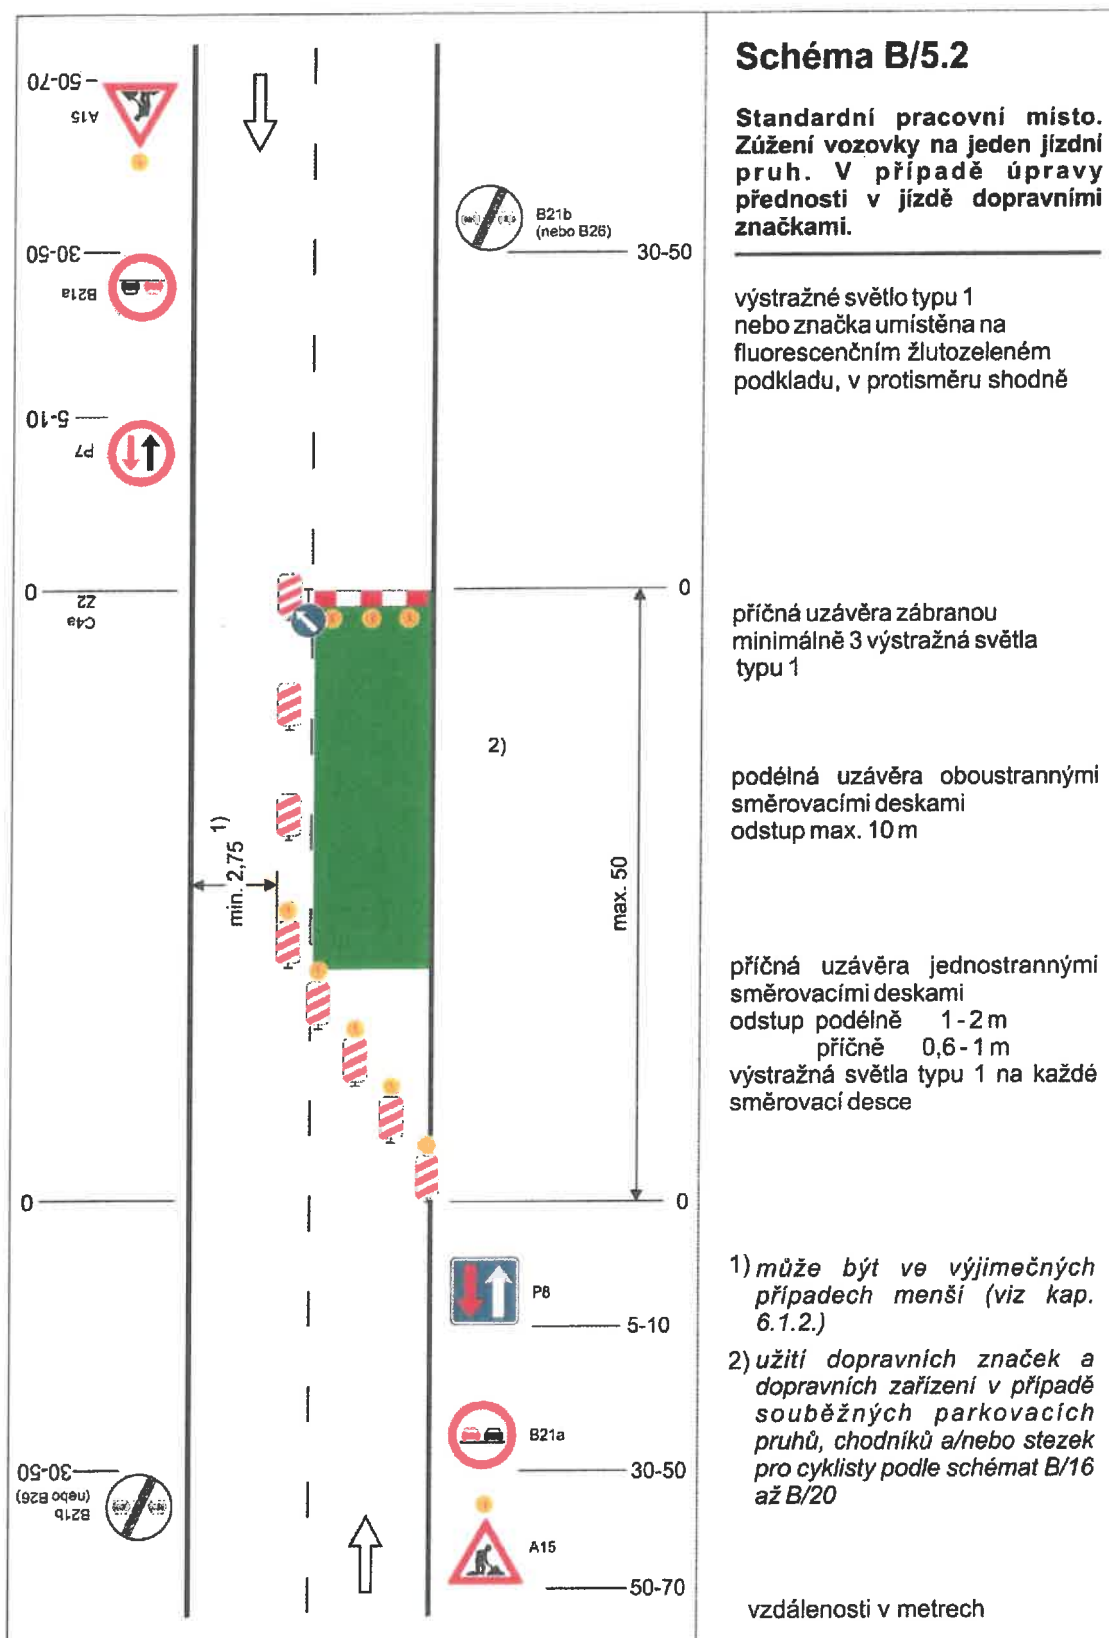 Schéma B/5.2
Standardní pracovní místo.
Zúžení vozovky na jeden jízdní
pruh. V případě úpravy
přednosti v jízdě dopravními
značkami.
výstražné světlo typu 1
nebo značka umístěna na
fluorescenčním žlutozeleném
podkladu, v protisměru shodně
příčná uzávěra zábranou
minimálně 3 výstražná světla
typu 1
podélná uzávěra oboustrannými
směrovacími deskami
odstup max. 10 m
příčná uzávěra jednostrannými
směrovacími deskami
odstup podélně 1-2 m
příčně 0,6-1 m
výstražná světla typu 1 na každé
směrovací desce
1) může být ve výjimečných
případech menší (viz kap.
6.1.2.)
2) užití dopravních značek a
dopravních zařízení v případě
souběžných parkovacích
pruhů, chodníků a/nebo stezek
pro cyklisty podle schémat B/16
až B/20
vzdálenosti v metrech
50-70
A15
30-50
B21a
5-10
P7
0
Z2
C4a
min. 2,75 1)
0
30-50
B21b
(nebo B26)
B21b
(nebo B26)
30-50
0
2)
max. 50
0
P8
5-10
B21a
30-50
A15
50-70